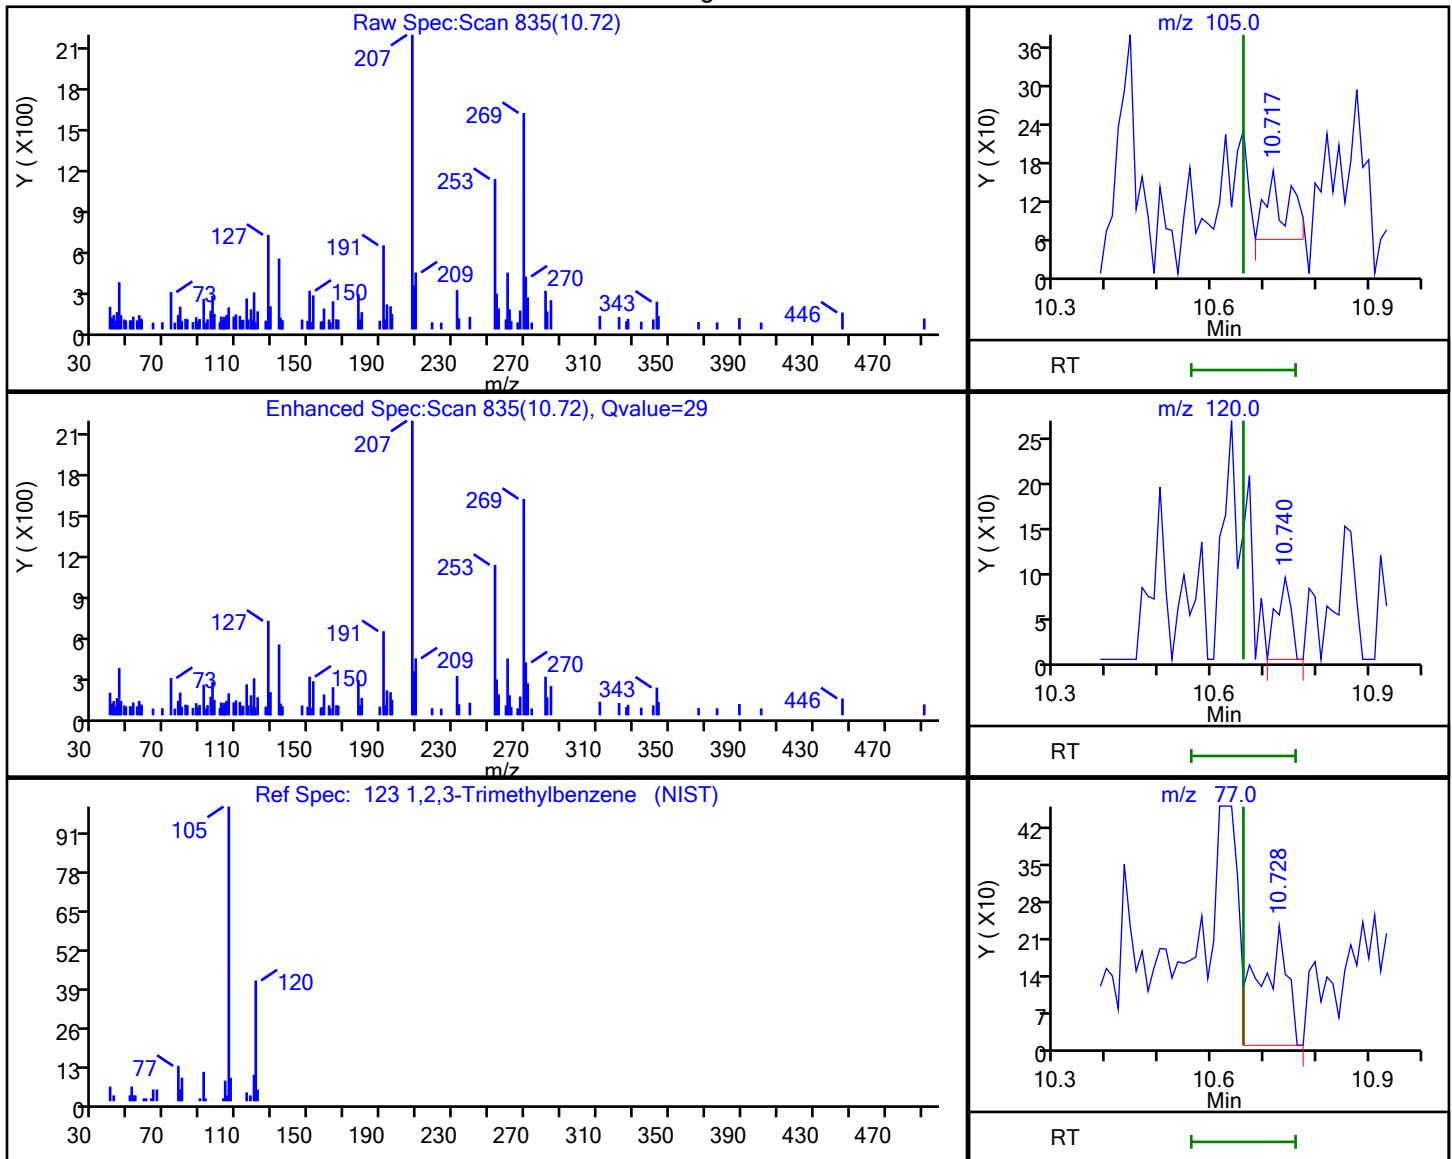 Raw Spec:Scan 835(10.72)
Y ( X100)
21
18
15
12
9
6
3
0
207
269
253
127
191
209
73
150
270
343
446
30 70 110 150 190 230 270 310 350 390 430 470
m/z
m/z 105.0
Y ( X10)
36
30
24
18
12
6
0
10.717
10.3 10.6 10.9
Min
RT
Enhanced Spec:Scan 835(10.72), Qvalue=29
Y ( X100)
21
18
15
12
9
6
3
0
207
269
253
127
191
209
73
150
270
343
446
30 70 110 150 190 230 270 310 350 390 430 470
m/z
m/z 120.0
Y ( X10)
25
20
15
10
5
0
10.740
10.3 10.6 10.9
Min
RT
Ref Spec: 123 1,2,3-Trimethylbenzene (NIST)
91
78
65
52
39
26
13
0
105
120
77
30 70 110 150 190 230 270 310 350 390 430 470
m/z 77.0
Y ( X10)
42
35
28
21
14
7
0
10.728
10.3 10.6 10.9
Min
RT